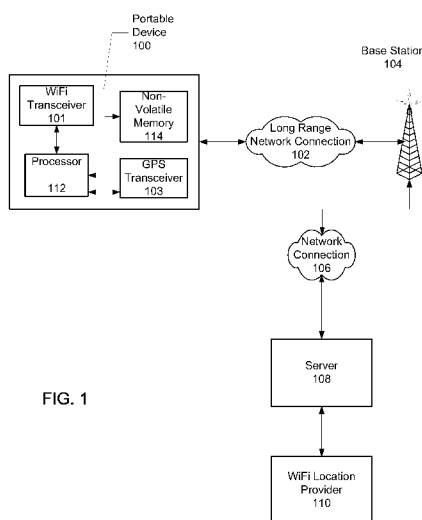 Portable
Device
100
Base Station
104
WiFi
Transceiver
101
Non-
Volatile
Memory
114
Long Range
Network Connection
102
Processor
112
GPS
Transceiver
103
Network
Connection
106
Server
108
FIG. 1
WiFi Location
Provider
110